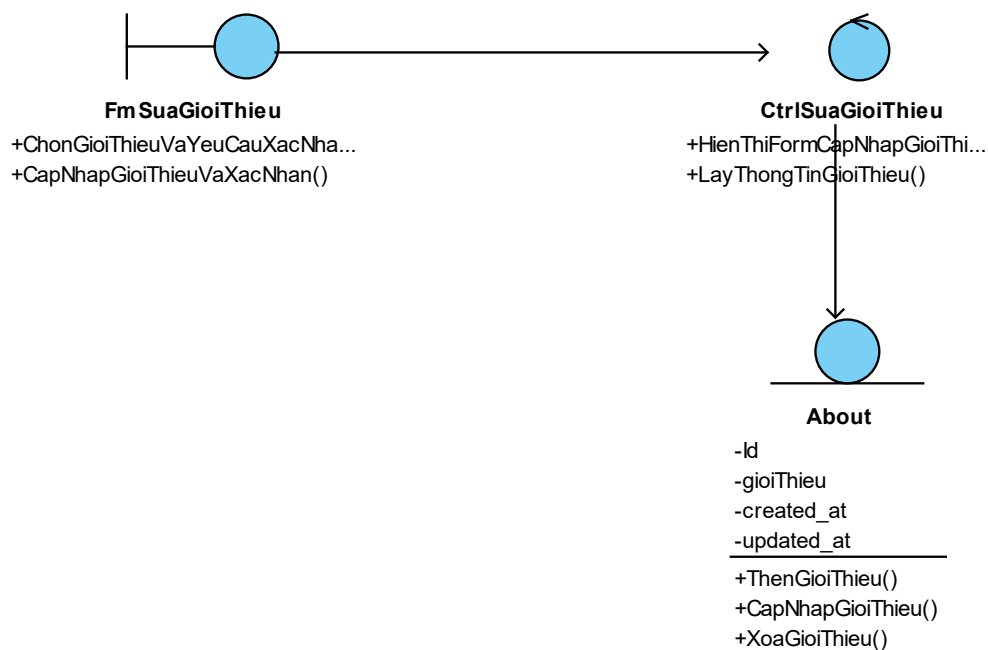 FmSuaGioiThieu
+ChonGioiThieuVaYeuCauXacNha...
+CapNhapGioiThieuVaXacNhan()
CtrlSuaGioiThieu
+HienThiFormCapNhapGioiThi...
+LayThongTinGioiThieu()
About
-Id
-gioiThieu
-created_at
-updated_at
+ThenGioiThieu()
+CapNhapGioiThieu()
+XoaGioiThieu()